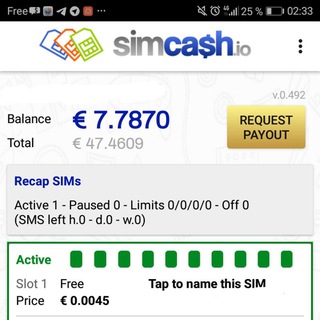 Free 4G 25 % 02:33
simcash.io
v.0.492
Balance € 7.7870
REQUEST PAYOUT
Total € 47.4609
Recap SIMs
Active 1 - Paused 0 - Limits 0/0/0/0 - Off 0
(SMS left h.0 - d.0 - w.0)
Active
Slot 1 Free Tap to name this SIM
Price € 0.0045